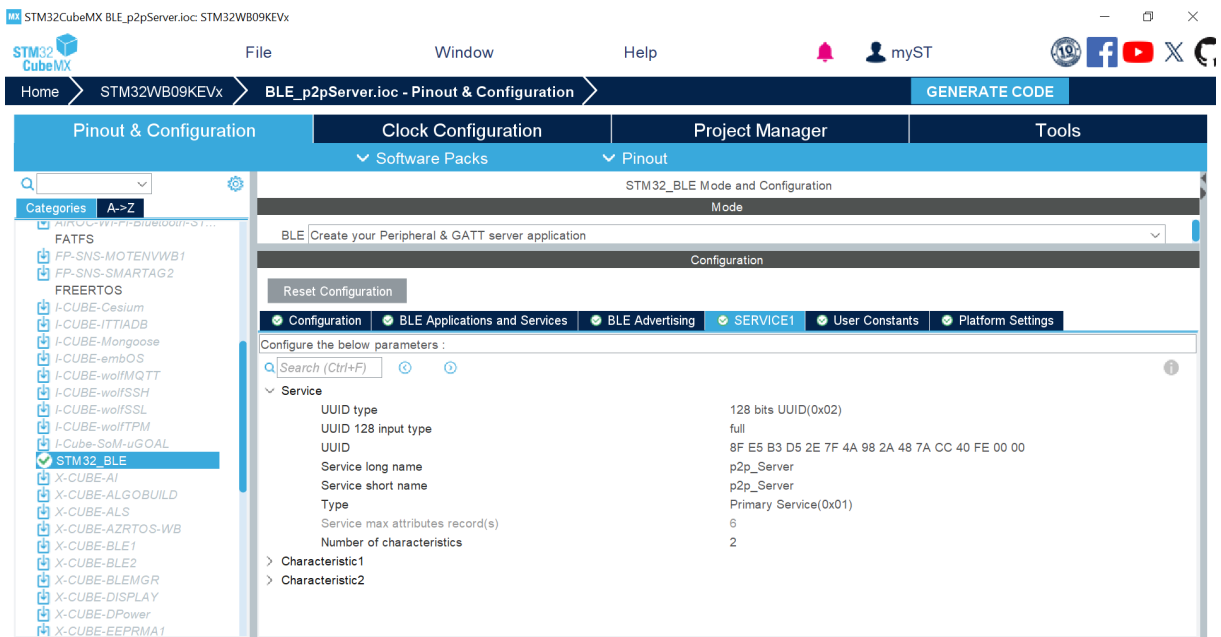 MX STM32CubeMX BLE_p2pServer.ioc: STM32WB09KEVx
STM32 CubeMX
File Window Help myST 10
Home STM32WB09KEVx BLE_p2pServer.ioc - Pinout & Configuration GENERATE CODE
Pinout & Configuration Clock Configuration Project Manager Tools
Software Packs Pinout
STM32_BLE Mode and Configuration
Categories A->Z
Mode
BLE Create your Peripheral & GATT server application
Configuration
Reset Configuration
Configuration BLE Applications and Services BLE Advertising SERVICE1 User Constants Platform Settings
Configure the below parameters :
Search (Ctrl+F)
Service
UUID type 128 bits UUID(0x02)
UUID 128 input type full
UUID 8F E5 B3 D5 2E 7F 4A 98 2A 48 7A CC 40 FE 00 00
Service long name p2p_Server
Service short name p2p_Server
Type Primary Service(0x01)
Service max attributes record(s) 6
Number of characteristics 2
Characteristic1
Characteristic2
AIROC-Wi-Fi-Bluetooth-ST...
FATFS
FP-SNS-MOTENVWB1
FP-SNS-SMARTAG2
FREERTOS
I-CUBE-Cesium
I-CUBE-ITTIADB
I-CUBE-Mongoose
I-CUBE-embOS
I-CUBE-wolfMQTT
I-CUBE-wolfSSH
I-CUBE-wolfSSL
I-CUBE-wolfTPM
I-Cube-SoM-uGOAL
STM32_BLE
X-CUBE-AI
X-CUBE-ALGOBUILD
X-CUBE-ALS
X-CUBE-AZRTOS-WB
X-CUBE-BLE1
X-CUBE-BLE2
X-CUBE-BLEMGR
X-CUBE-DISPLAY
X-CUBE-DPower
X-CUBE-EEPRMA1